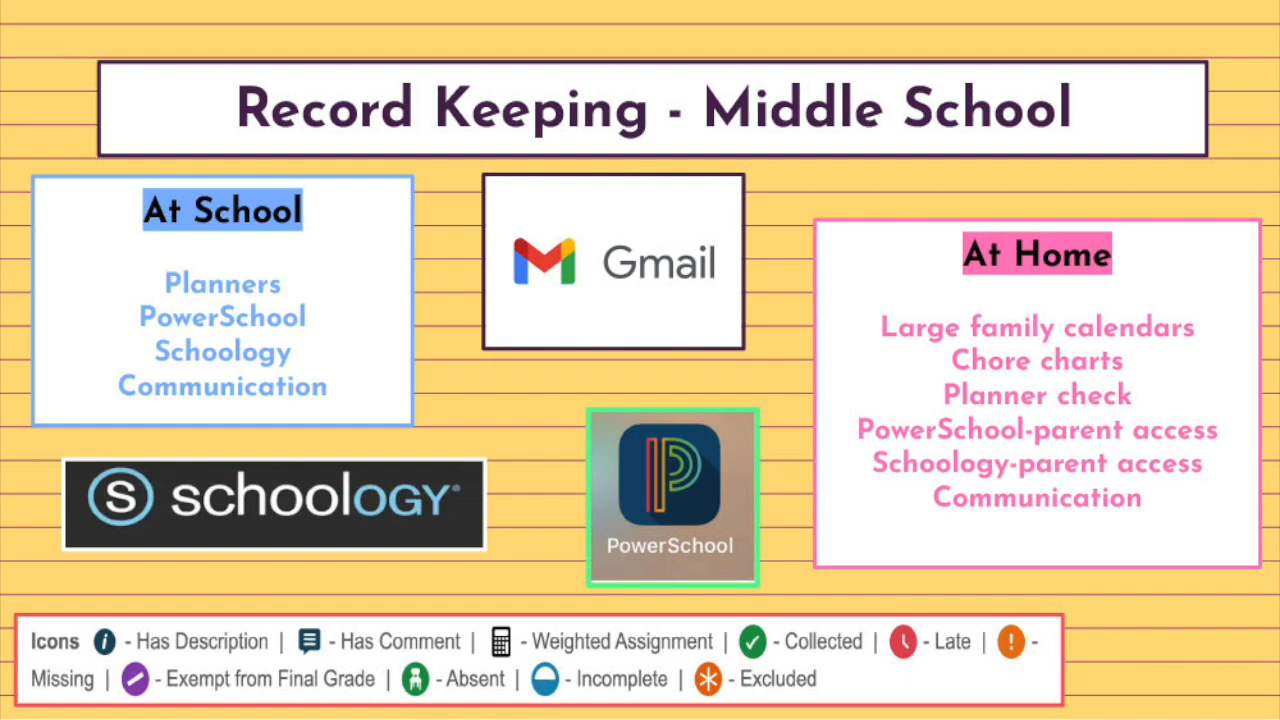 Record Keeping - Middle School
At School
Planners
PowerSchool
Schoology
Communication
Gmail
At Home
Large family calendars
Chore charts
Planner check
PowerSchool-parent access
Schoology-parent access
Communication
S schoology
PowerSchool
Icons i - Has Description | - Has Comment | - Weighted Assignment | - Collected | - Late | ! -
Missing | - Exempt from Final Grade | - Absent | - Incomplete | - Excluded